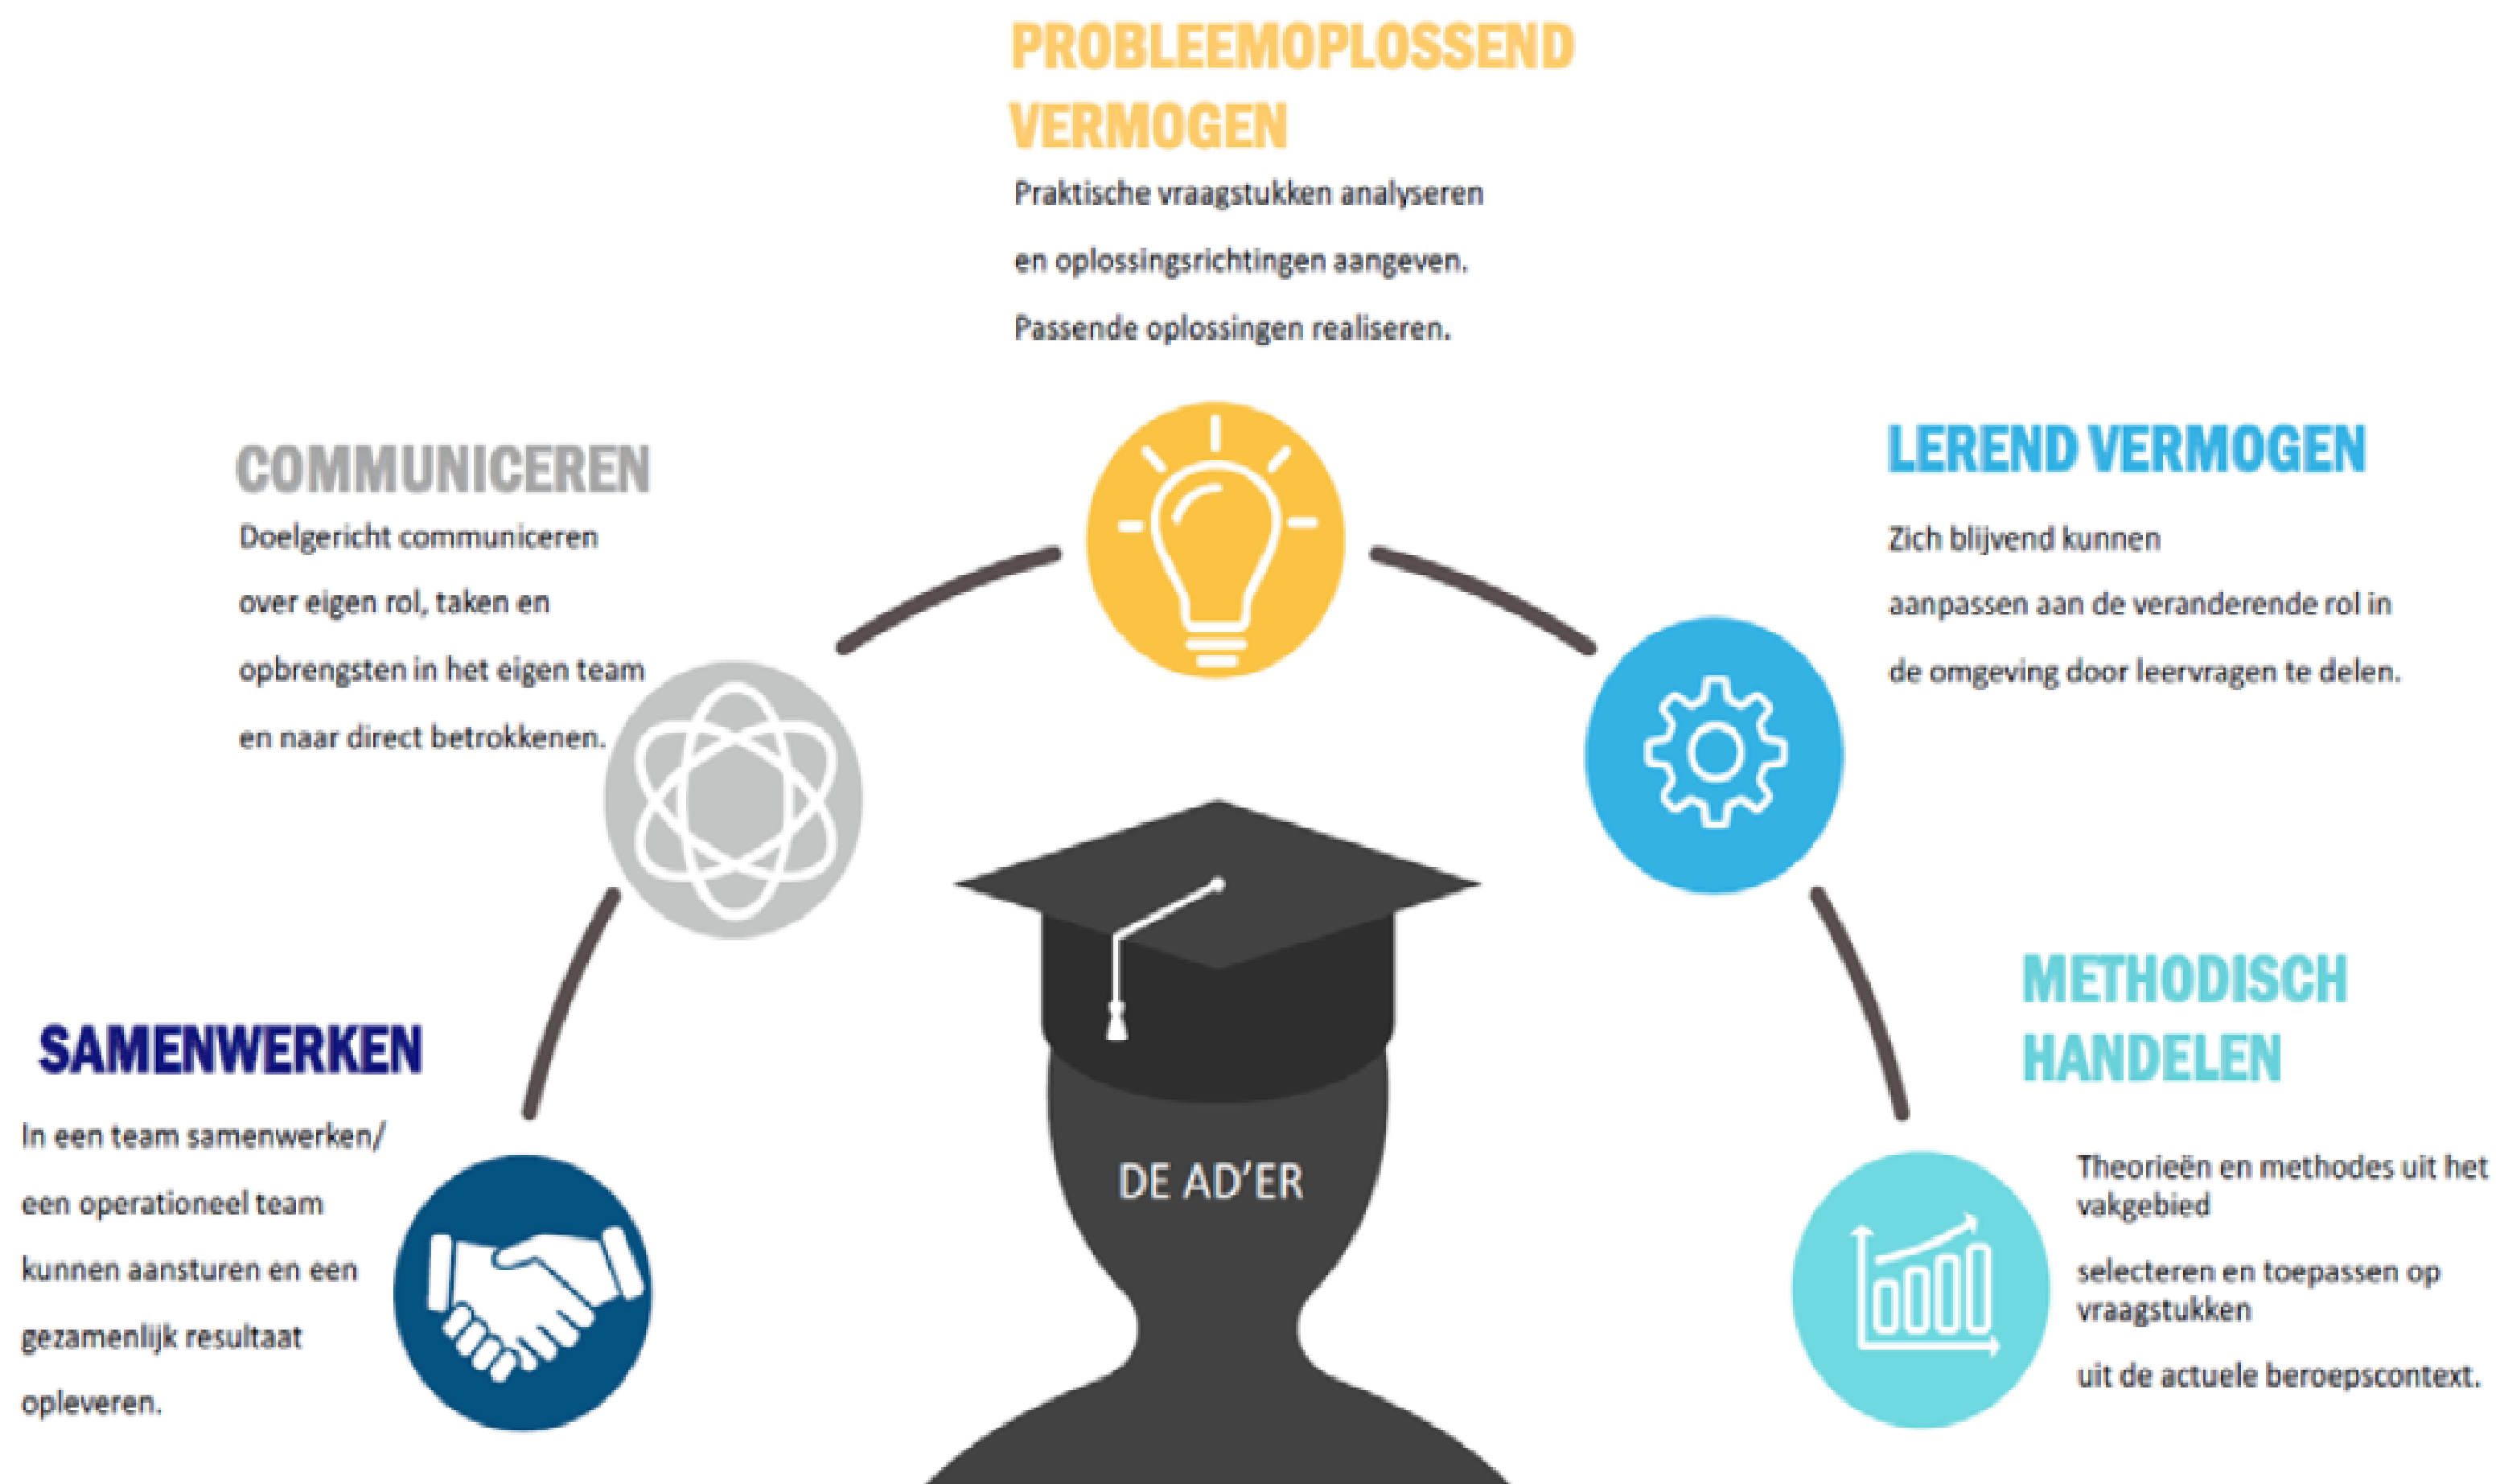 PROBLEEMOPLOSSEND
VERMOGEN
Praktische vraagstukken analyseren
en oplossingsrichtingen aangeven.
Passende oplossingen realiseren.
COMMUNICEREN
Doelgericht communiceren
over eigen rol, taken en
opbrengsten in het eigen team
en naar direct betrokkenen.
LEREND VERMOGEN
Zich blijvend kunnen
aanpassen aan de veranderende rol in
de omgeving door leervragen te delen.
SAMENWERKEN
In een team samenwerken/
een operationeel team
kunnen aansturen en een
gezamenlijk resultaat
opleveren.
DE AD’ER
METHODISCH
HANDELEN
Theorieën en methodes uit het
vakgebied
selecteren en toepassen op
vraagstukken
uit de actuele beroepscontext.